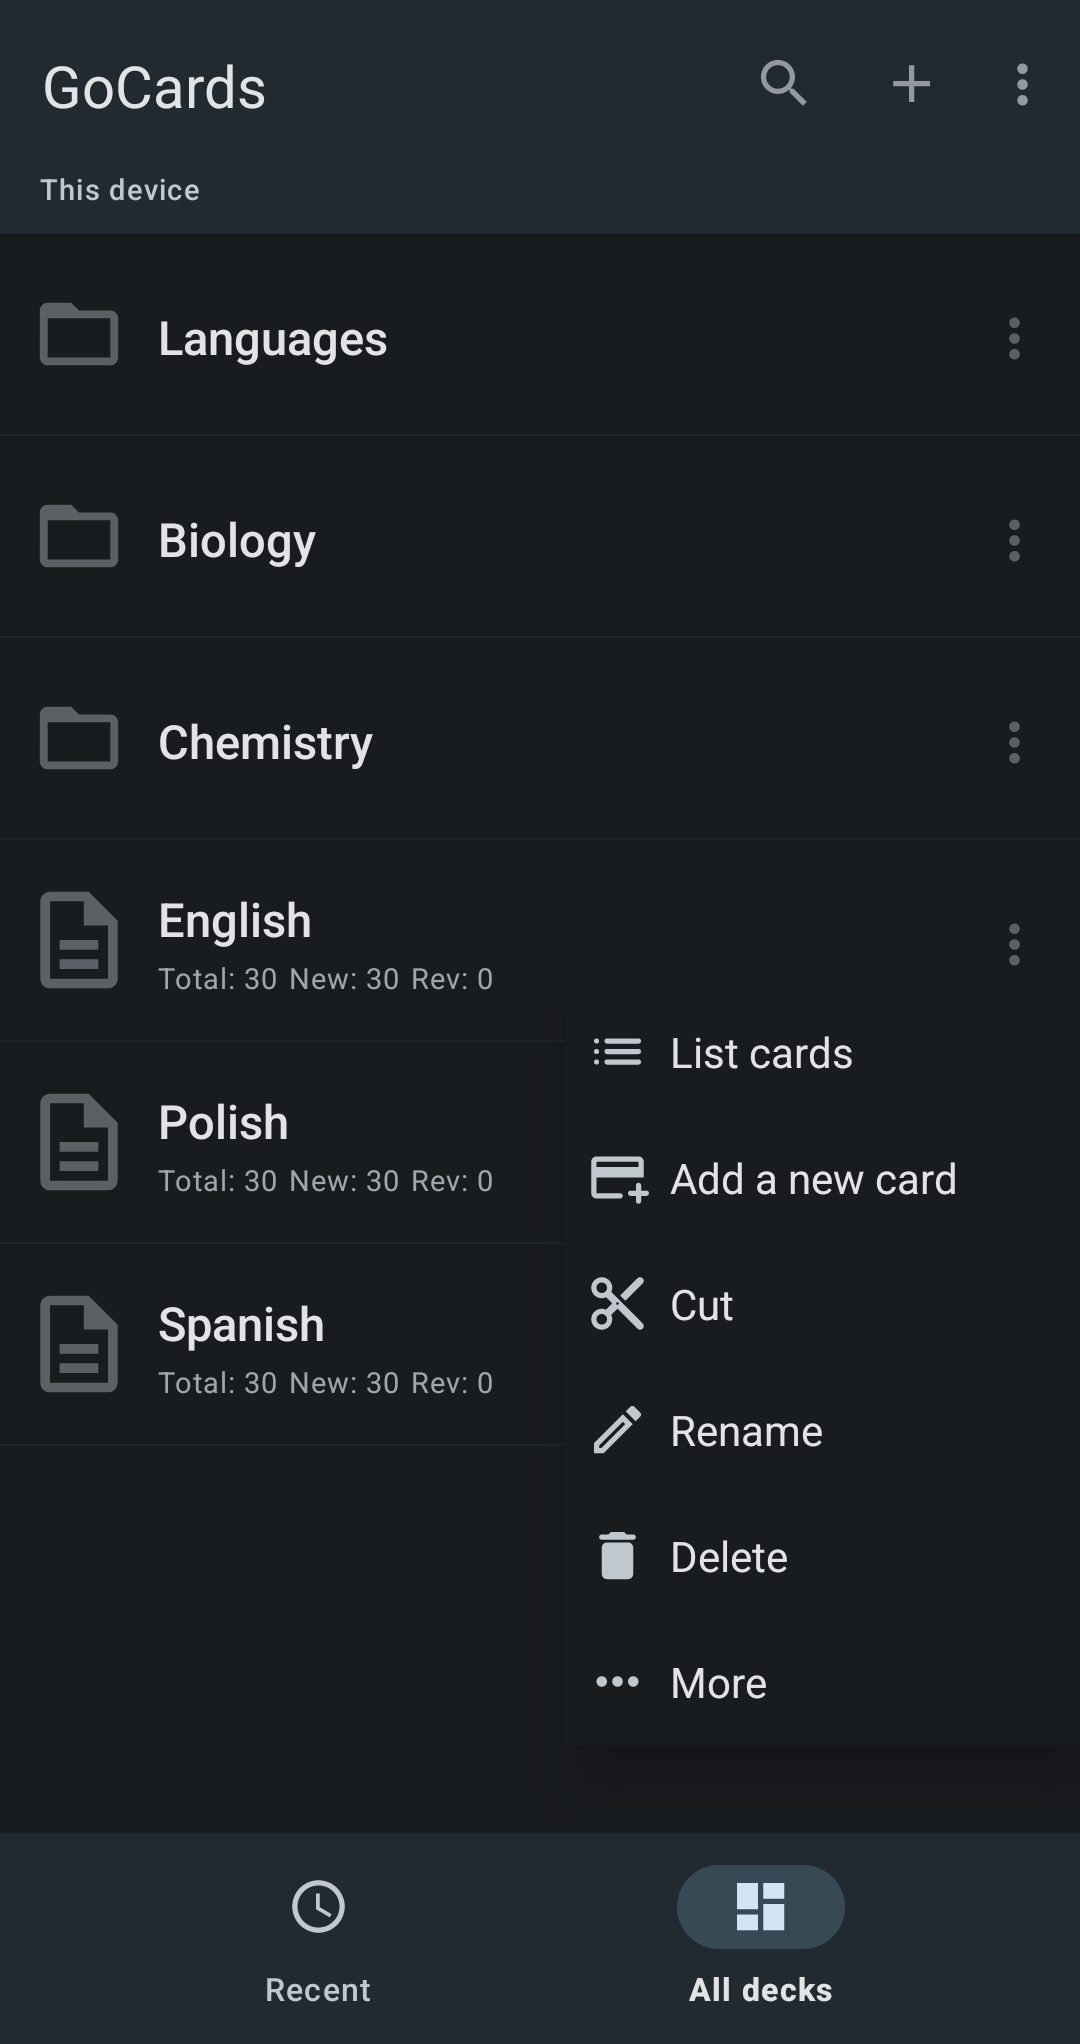 GoCards
This device
Languages
Biology
Chemistry
English
Total: 30 New: 30 Rev: 0
Polish
Total: 30 New: 30 Rev: 0
Spanish
Total: 30 New: 30 Rev: 0
List cards
Add a new card
Cut
Rename
Delete
More
Recent
All decks